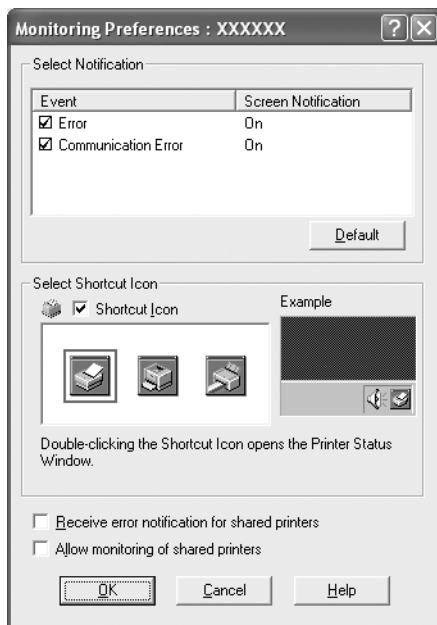 Monitoring Preferences : XXXXXX
Select Notification
Event Screen Notification
Error On
Communication Error On
Default
Select Shortcut Icon
Shortcut Icon
Example
Double-clicking the Shortcut Icon opens the Printer Status
Window.
Receive error notification for shared printers
Allow monitoring of shared printers
OK Cancel Help